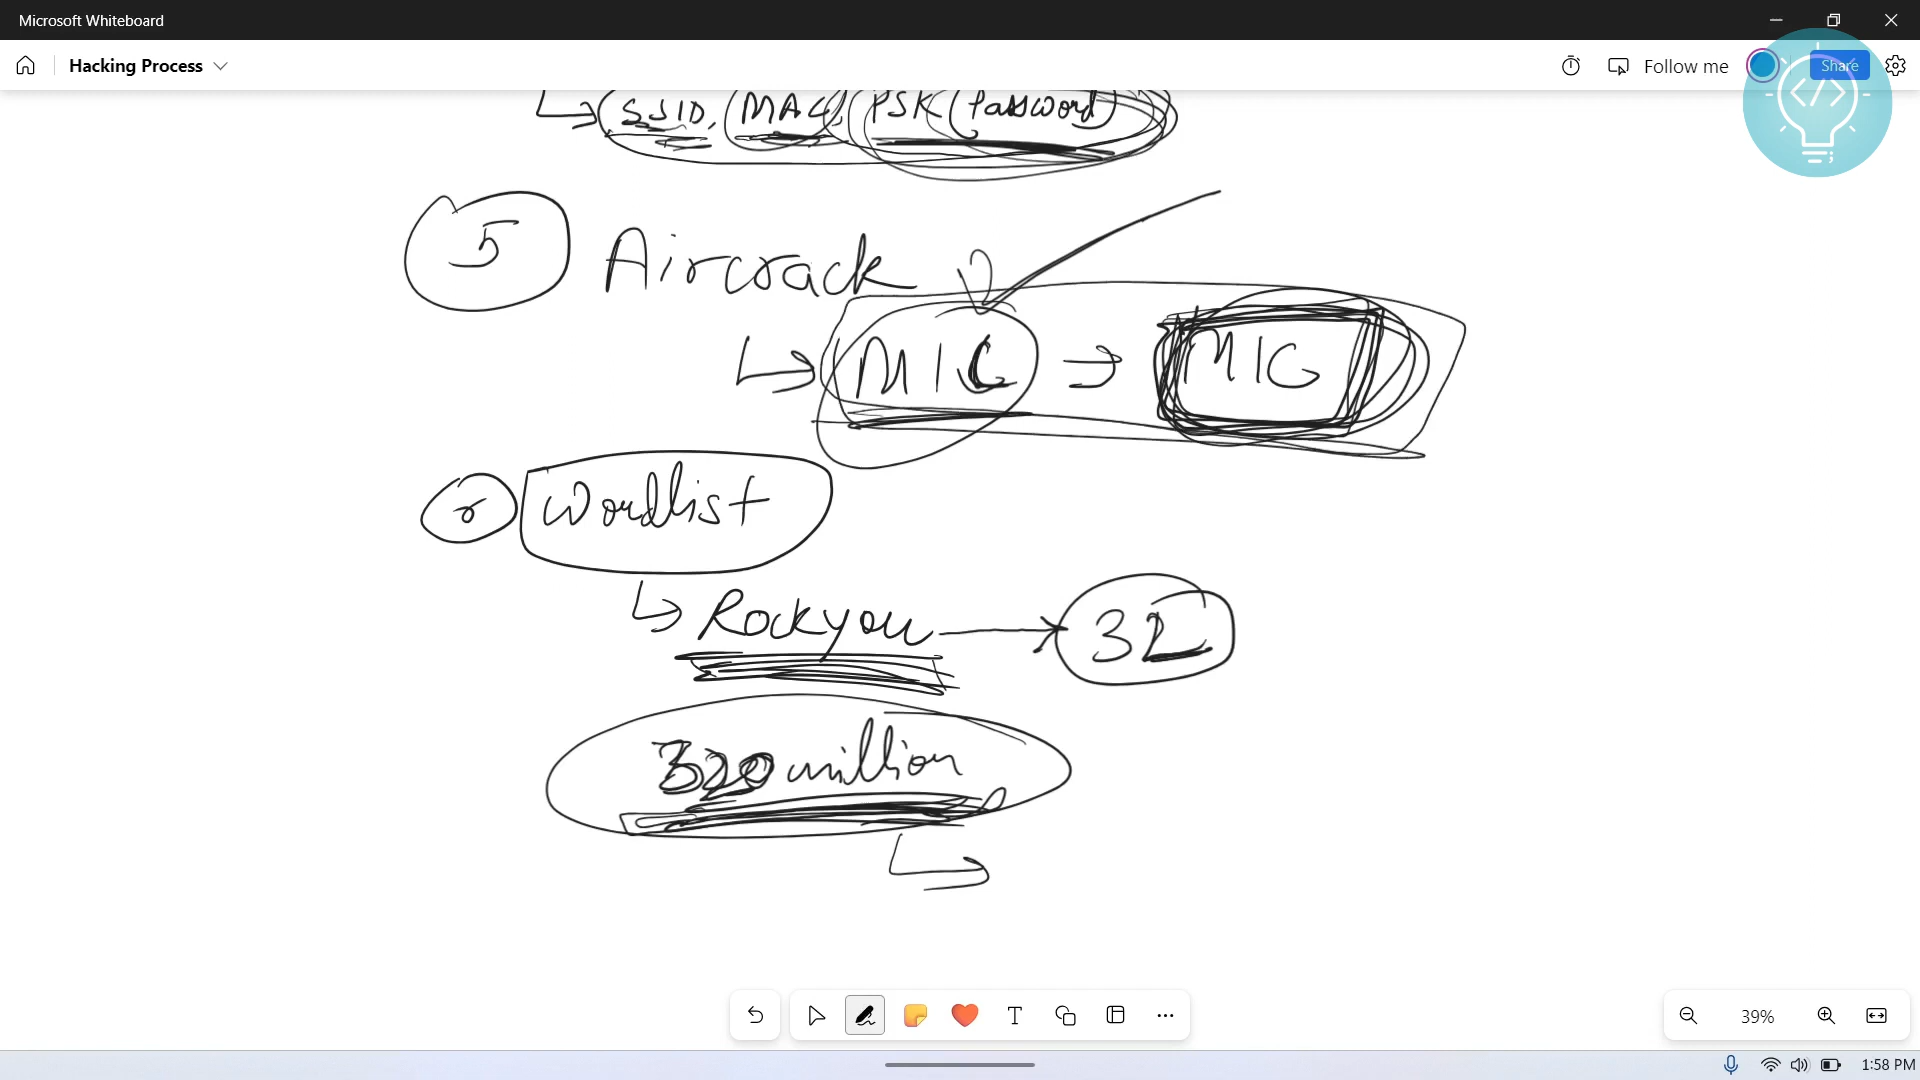 Microsoft Whiteboard
Hacking Process
Follow me
Share
</>
SSID, MAC, PSK (Password)
5 Aircrack
MIC → MIC
Wordlist
Rockyou → 32
320 million
39%
1:58 PM